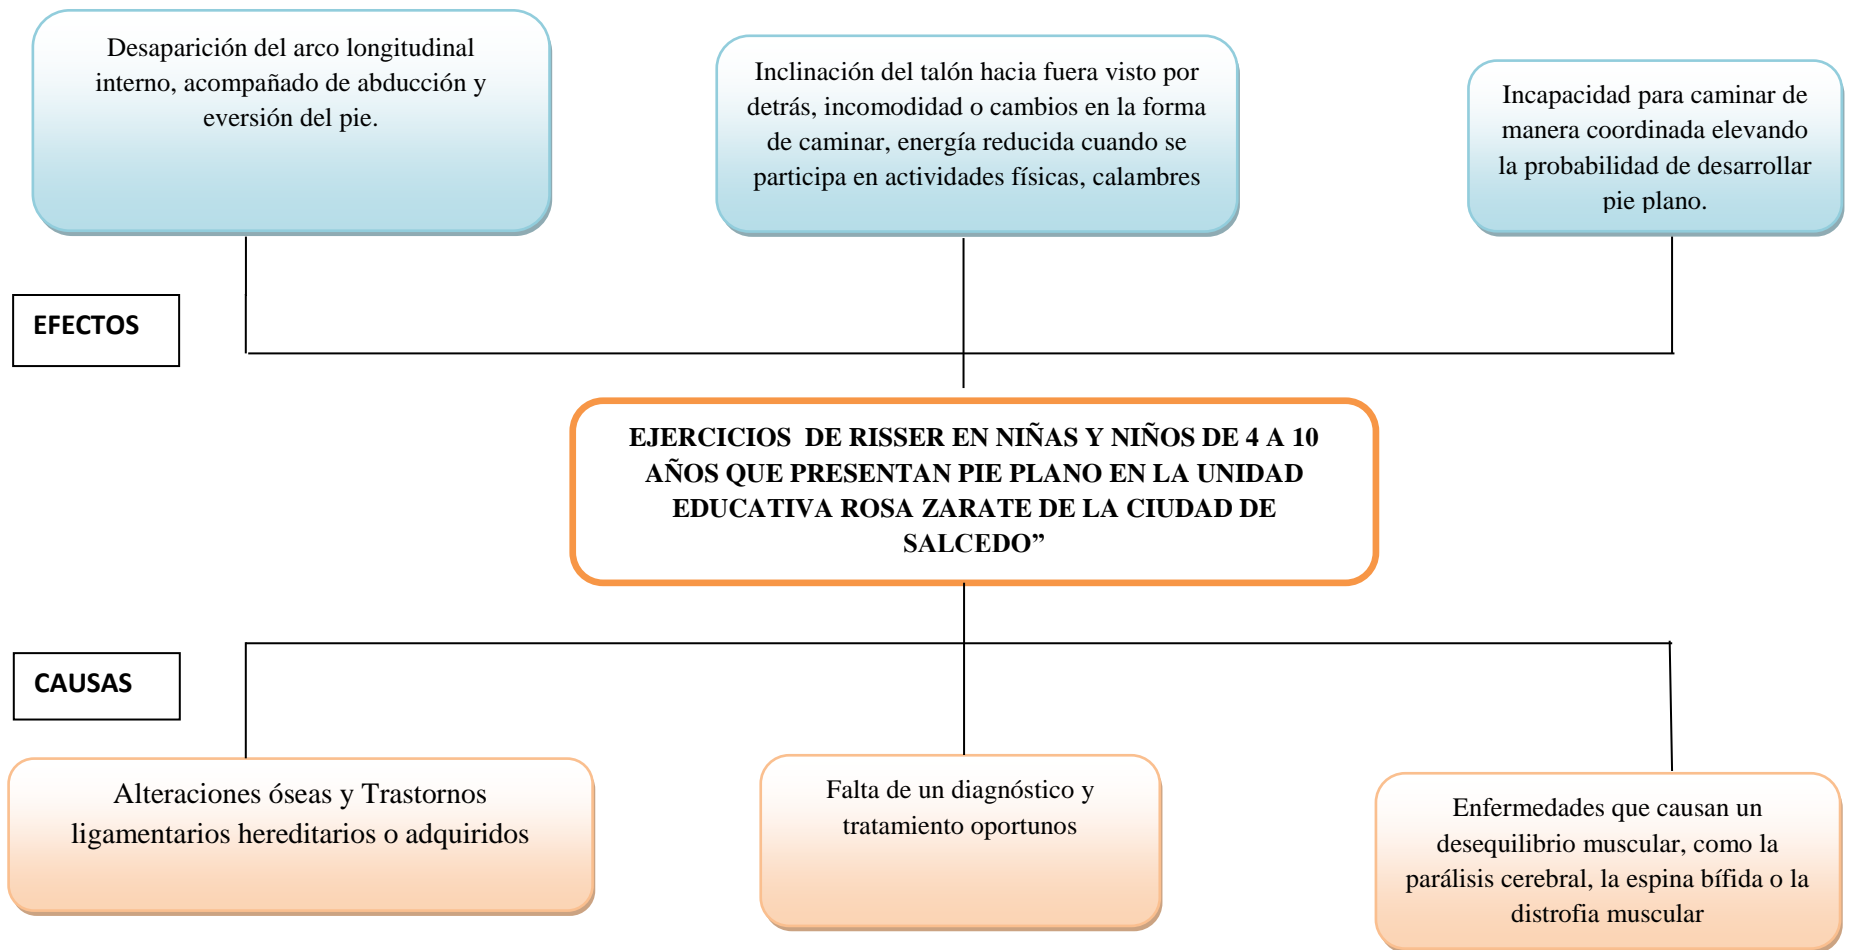 Desaparición del arco longitudinal
interno, acompañado de abducción y
eversión del pie.
Inclinación del talón hacia fuera visto por
detrás, incomodidad o cambios en la forma
de caminar, energía reducida cuando se
participa en actividades físicas, calambres
Incapacidad para caminar de
manera coordinada elevando
la probabilidad de desarrollar
pie plano.
EFECTOS
EJERCICIOS DE RISSER EN NIÑAS Y NIÑOS DE 4 A 10
AÑOS QUE PRESENTAN PIE PLANO EN LA UNIDAD
EDUCATIVA ROSA ZARATE DE LA CIUDAD DE
SALCEDO”
CAUSAS
Alteraciones óseas y Trastornos
ligamentarios hereditarios o adquiridos
Falta de un diagnóstico y
tratamiento oportunos
Enfermedades que causan un
desequilibrio muscular, como la
parálisis cerebral, la espina bífida o la
distrofia muscular